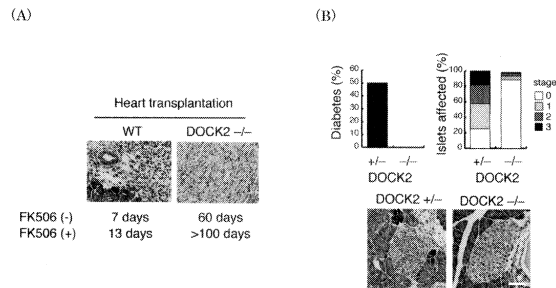 (A)
Heart transplantation
WT DOCK2 –/–
FK506 (-) 7 days 60 days
FK506 (+) 13 days >100 days
(B)
Diabetes (%)
60
50
40
30
20
10
0
+/– –/–
DOCK2
Islets affected (%)
100
80
60
40
20
0
+/– –/–
DOCK2
stage
0
1
2
3
DOCK2 +/– DOCK2 –/–